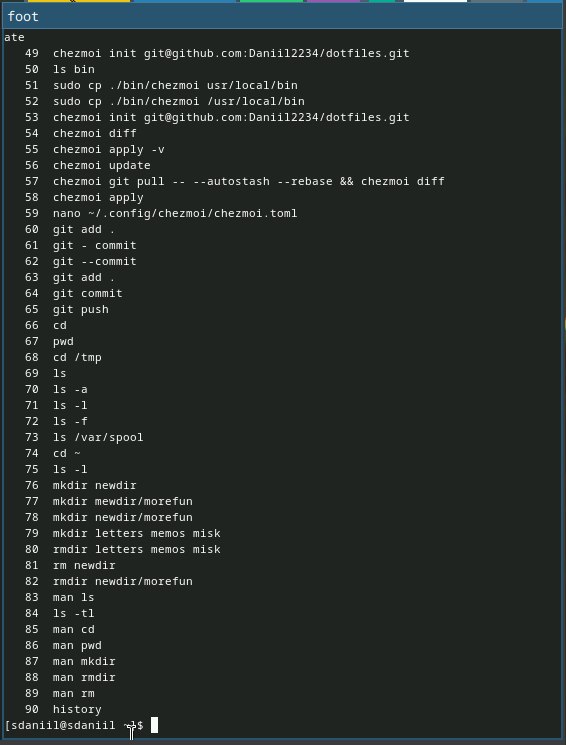 foot
ate
49 chezmoi init git@github.com:Daniil2234/dotfiles.git
50 ls bin
51 sudo cp ./bin/chezmoi usr/local/bin
52 sudo cp ./bin/chezmoi /usr/local/bin
53 chezmoi init git@github.com:Daniil2234/dotfiles.git
54 chezmoi diff
55 chezmoi apply -v
56 chezmoi update
57 chezmoi git pull -- --autostash --rebase && chezmoi diff
58 chezmoi apply
59 nano ~/.config/chezmoi/chezmoi.toml
60 git add .
61 git - commit
62 git --commit
63 git add .
64 git commit
65 git push
66 cd
67 pwd
68 cd /tmp
69 ls
70 ls -a
71 ls -l
72 ls -f
73 ls /var/spool
74 cd ~
75 ls -l
76 mkdir newdir
77 mkdir mewdir/morefun
78 mkdir newdir/morefun
79 mkdir letters memos misk
80 rmdir letters memos misk
81 rm newdir
82 rmdir newdir/morefun
83 man ls
84 ls -tl
85 man cd
86 man pwd
87 man mkdir
88 man rmdir
89 man rm
90 history
[sdaniil@sdaniil ~]$